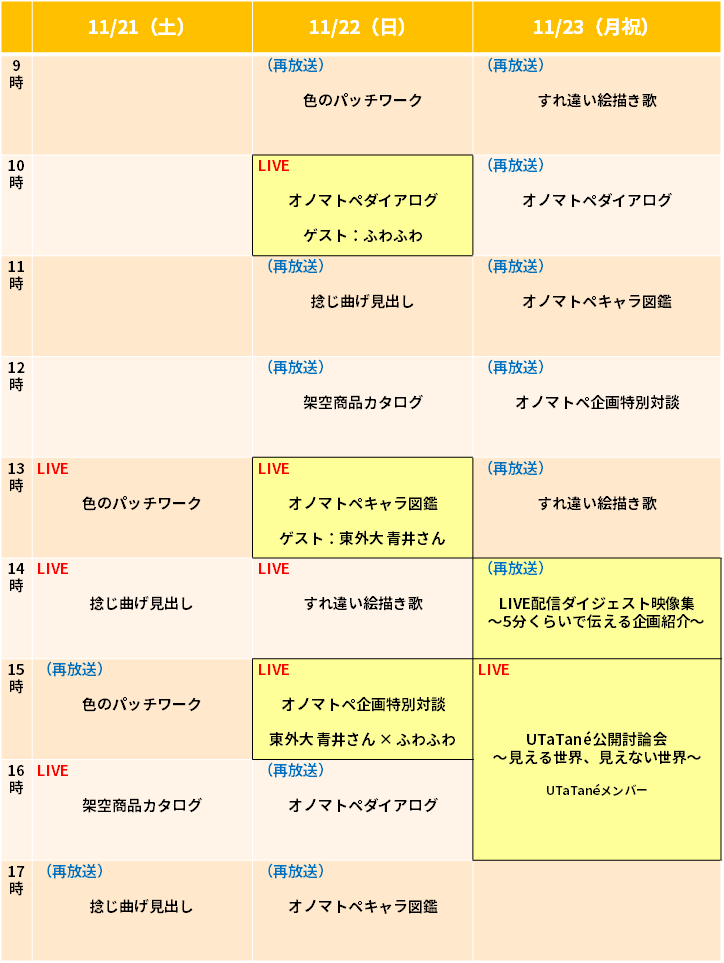 11/21（土）
11/22（日）
11/23（月祝）
9
時
（再放送）
色のパッチワーク
（再放送）
すれ違い絵描き歌
10
時
LIVE
オノマトペダイアログ
ゲスト：ふわふわ
（再放送）
オノマトペダイアログ
11
時
（再放送）
捻じ曲げ見出し
（再放送）
オノマトペキャラ図鑑
12
時
（再放送）
架空商品カタログ
（再放送）
オノマトペ企画特別対談
13
時
LIVE
色のパッチワーク
LIVE
オノマトペキャラ図鑑
ゲスト：東外大 青井さん
（再放送）
すれ違い絵描き歌
14
時
LIVE
捻じ曲げ見出し
LIVE
すれ違い絵描き歌
（再放送）
LIVE配信ダイジェスト映像集
～5分くらいで伝える企画紹介～
15
時
（再放送）
色のパッチワーク
LIVE
オノマトペ企画特別対談
東外大 青井さん × ふわふわ
LIVE
UTaTané公開討論会
～見える世界、見えない世界～
UTaTanéメンバー
16
時
LIVE
架空商品カタログ
（再放送）
オノマトペダイアログ
17
時
（再放送）
捻じ曲げ見出し
（再放送）
オノマトペキャラ図鑑